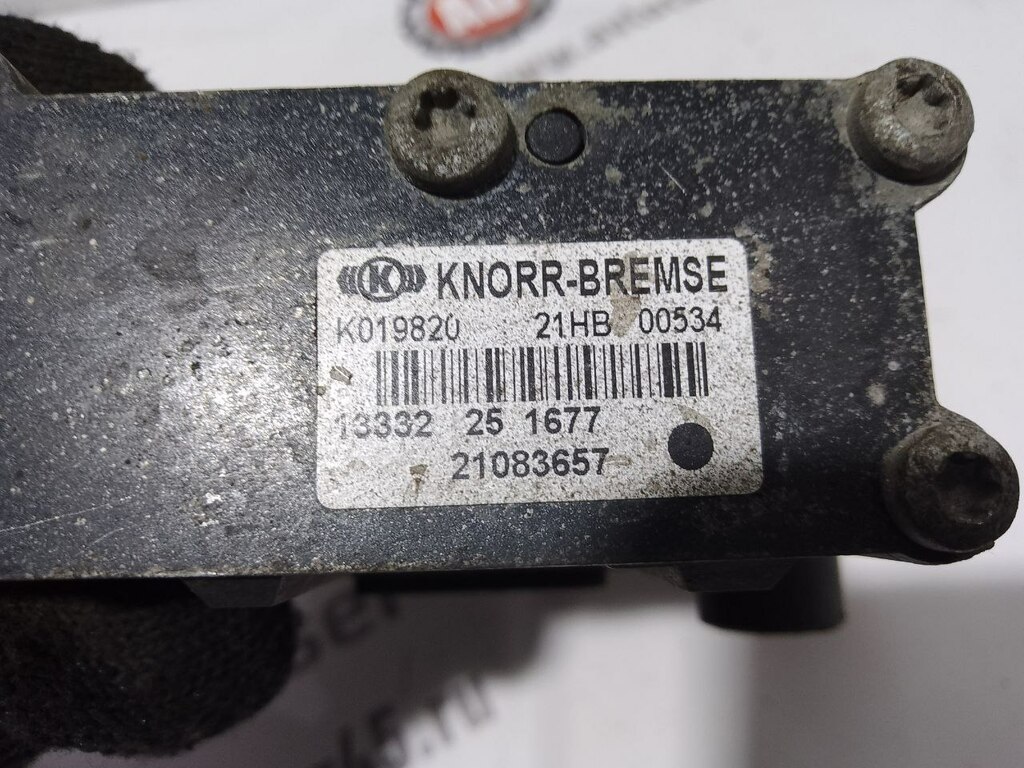 K KNORR-BREMSE
K019820 21HB 00534
13332 25 1677
21083657